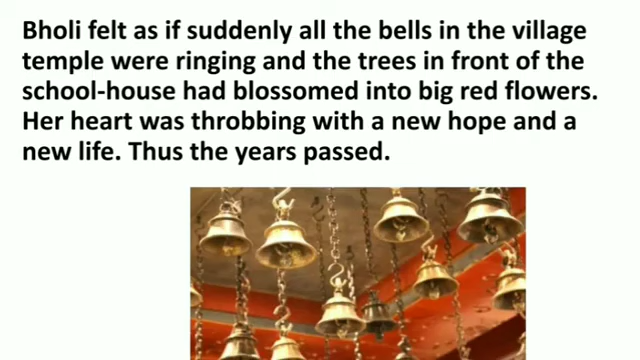 Bholi felt as if suddenly all the bells in the village
temple were ringing and the trees in front of the
school-house had blossomed into big red flowers.
Her heart was throbbing with a new hope and a
new life. Thus the years passed.